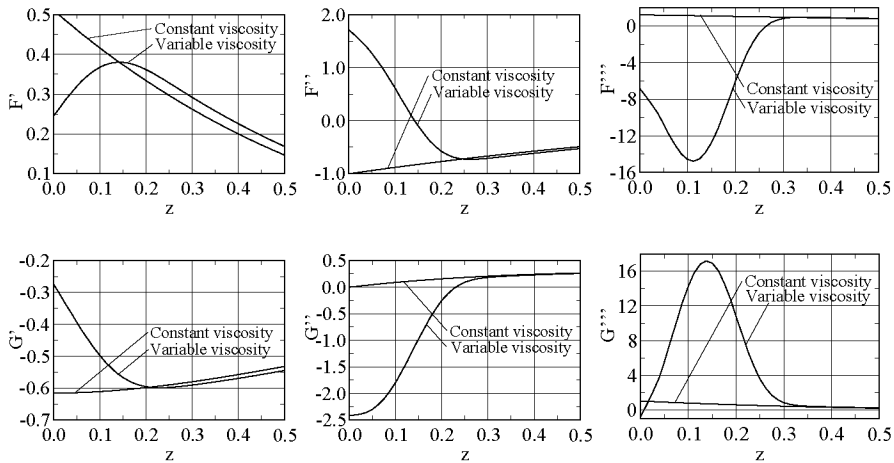 0.5
0.4
0.3
0.2
0.1
F'
Constant viscosity
Variable viscosity
0.0 0.1 0.2 0.3 0.4 0.5
z
2.0
1.0
0.0
-1.0
F''
Constant viscosity
Variable viscosity
0.0 0.1 0.2 0.3 0.4 0.5
z
0
-4
-8
-12
-16
F'''
Constant viscosity
Variable viscosity
0.0 0.1 0.2 0.3 0.4 0.5
z
-0.2
-0.3
-0.4
-0.5
-0.6
-0.7
G'
Constant viscosity
Variable viscosity
0.0 0.1 0.2 0.3 0.4 0.5
z
0.5
0.0
-0.5
-1.0
-1.5
-2.0
-2.5
G''
Constant viscosity
Variable viscosity
0.0 0.1 0.2 0.3 0.4 0.5
z
16
12
8
4
0
G'''
Constant viscosity
Variable viscosity
0.0 0.1 0.2 0.3 0.4 0.5
z